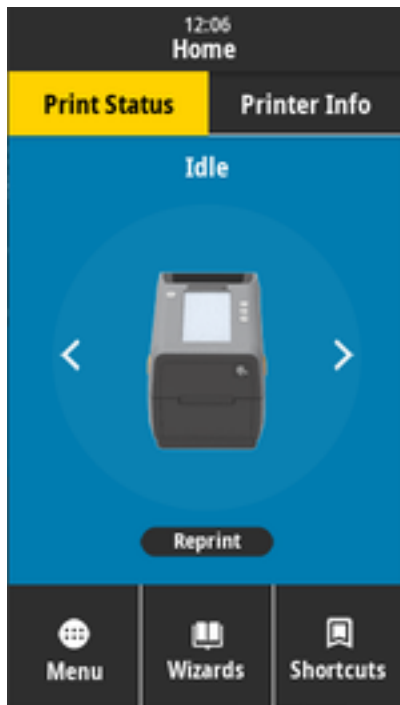 12:06
Home
Print Status
Printer Info
Idle
Reprint
Menu
Wizards
Shortcuts